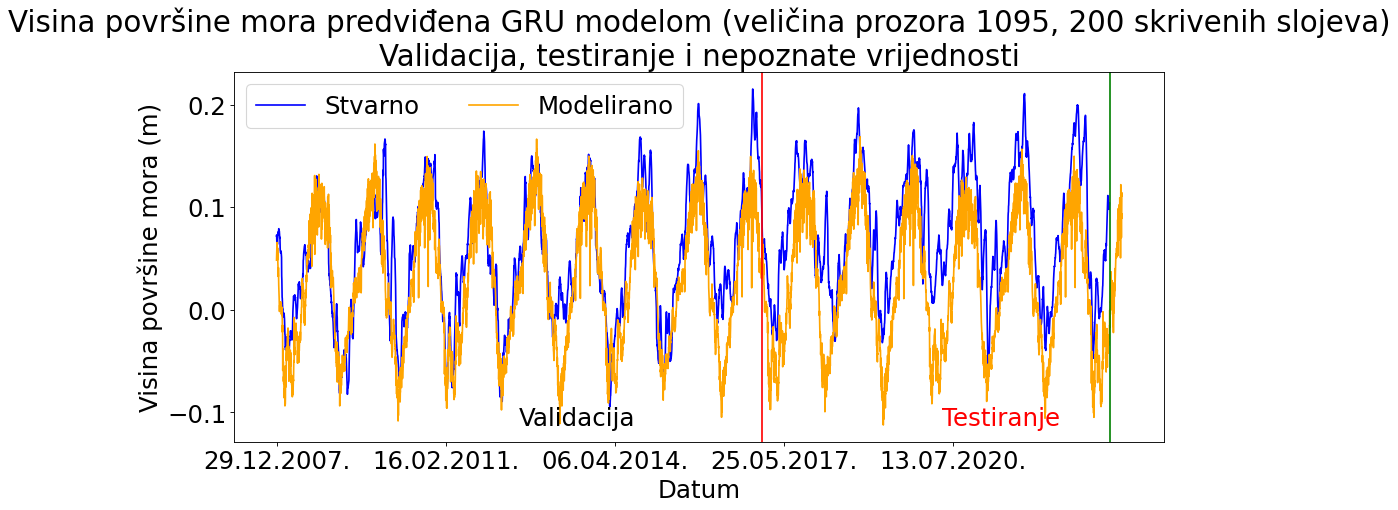 Visina površine mora predviđena GRU modelom (veličina prozora 1095, 200 skrivenih slojeva)
Validacija, testiranje i nepoznate vrijednosti
Stvarno Modelirano
Visina površine mora (m)
0.2
0.1
0.0
−0.1
Validacija Testiranje
29.12.2007. 16.02.2011. 06.04.2014. 25.05.2017. 13.07.2020.
Datum